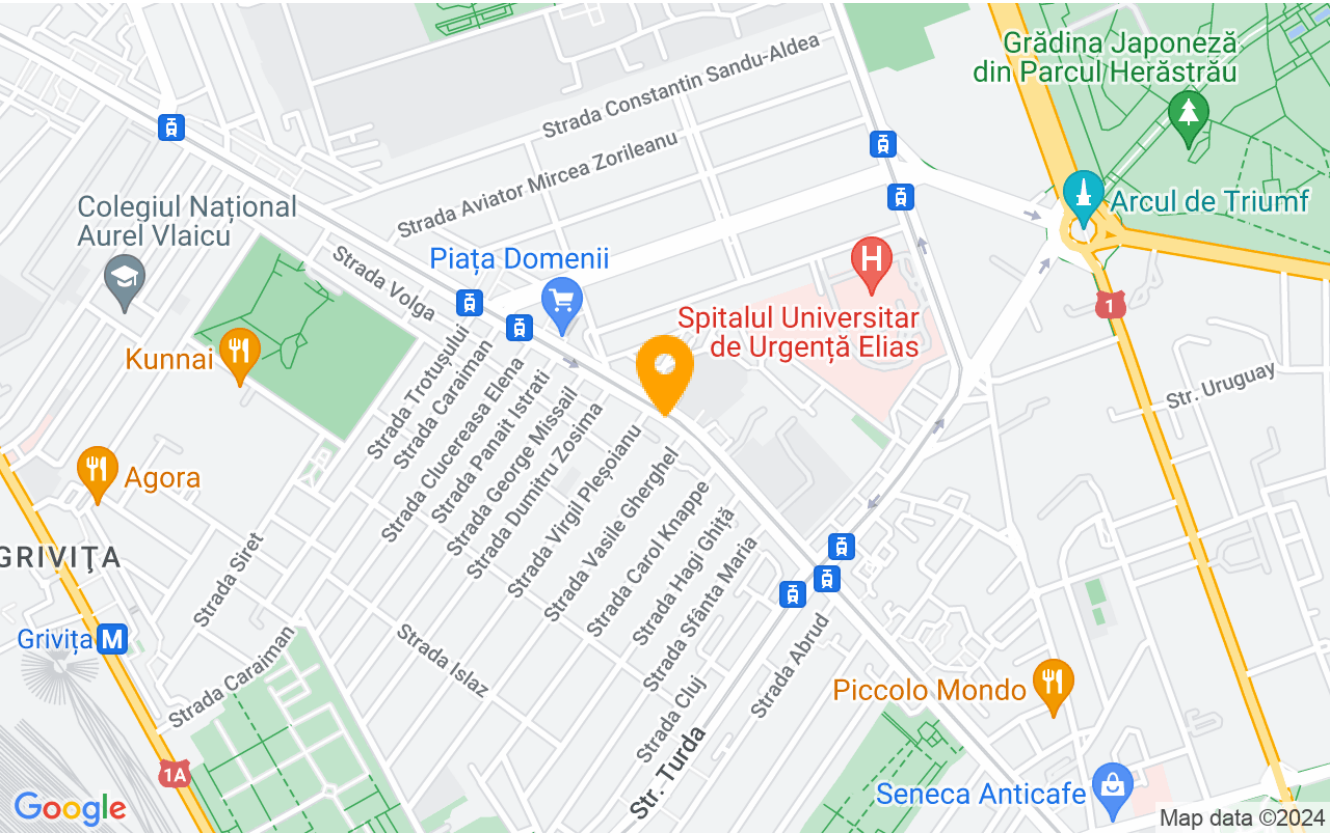 Grădina Japoneză
din Parcul Herăstrău
Strada Constantin Sandu-Aldea
Strada Aviator Mircea Zorileanu
Colegiul Național
Aurel Vlaicu
Arcul de Triumf
Strada Volga
Piața Domenii
H
1
Spitalul Universitar
de Urgență Elias
Kunnai
Str. Uruguay
Strada Trotușului
Strada Caraiman
Strada Clucereasa Elena
Strada Panait Istrati
Strada George Missail
Strada Dumitru Zosima
Strada Virgil Pleșoianu
Strada Vasile Gherghel
Strada Carol Knappe
Strada Hagi Ghiță
Strada Sfânta Maria
Agora
GRIVIȚA
Strada Siret
Grivița M
Strada Caraiman
Strada Islaz
Strada Cluj
Strada Abrud
Str. Turda
Piccolo Mondo
1A
Seneca Anticafe
Google
Map data ©2024